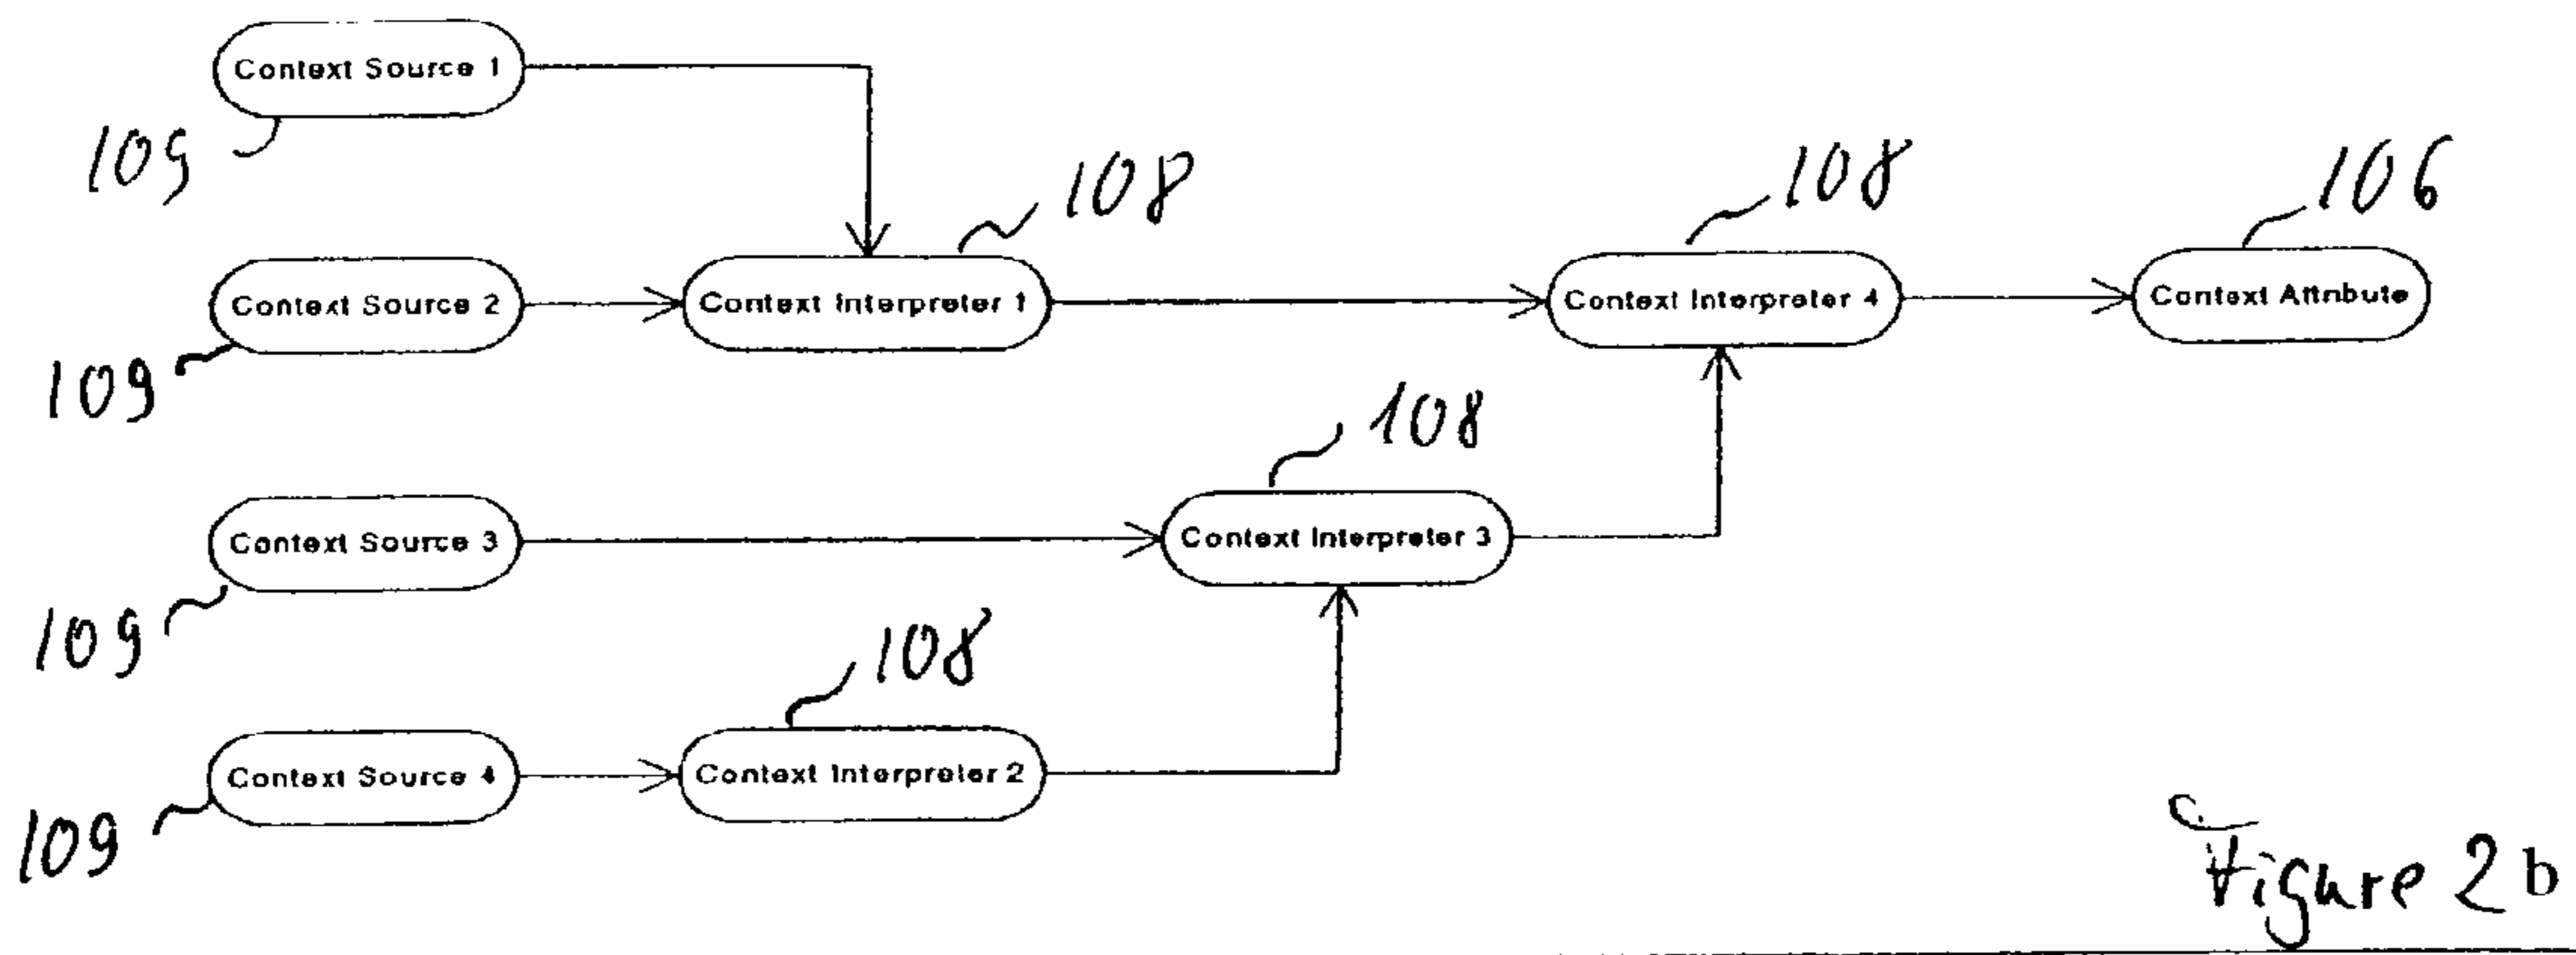 Context Source 1
109
108
108
106
Context Source 2
Context Interpreter 1
Context Interpreter 4
Context Attribute
109
108
Context Source 3
Context Interpreter 3
109
108
Context Source 4
Context Interpreter 2
109
Figure 2b